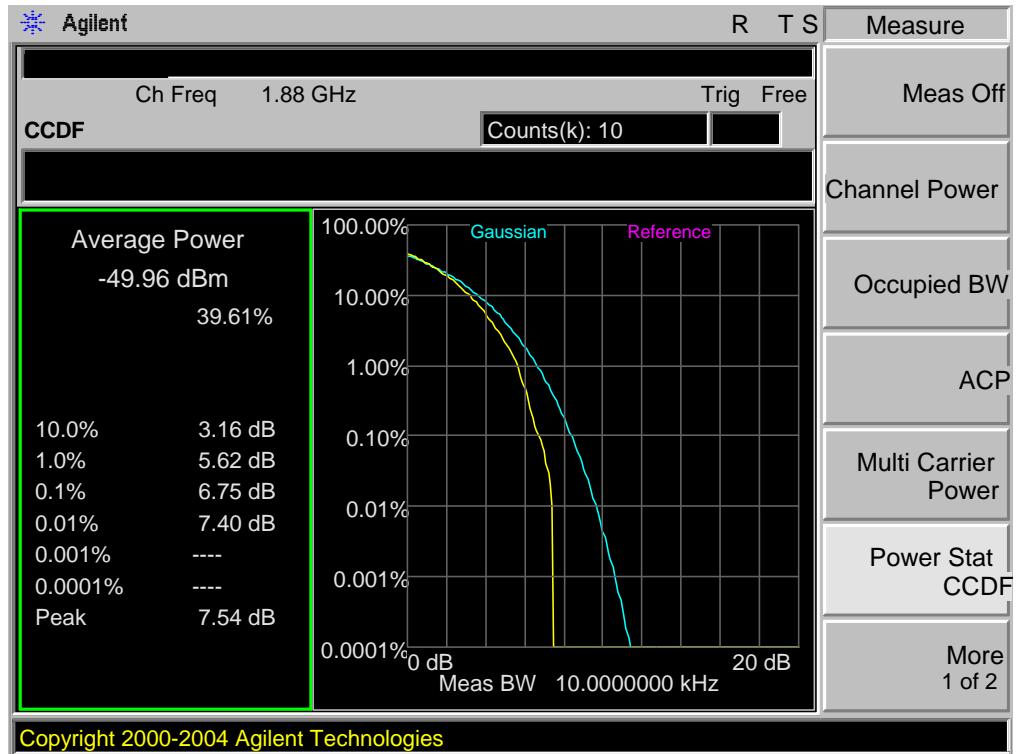 Agilent R T S Measure
Ch Freq 1.88 GHz Trig Free
CCDF Counts(k): 10
Average Power
-49.96 dBm
39.61%
10.0% 3.16 dB
1.0% 5.62 dB
0.1% 6.75 dB
0.01% 7.40 dB
0.001% ----
0.0001% ----
Peak 7.54 dB
Gaussian Reference
100.00%
10.00%
1.00%
0.10%
0.01%
0.001%
0.0001%
0 dB 20 dB
Meas BW 10.0000000 kHz
Meas Off
Channel Power
Occupied BW
ACP
Multi Carrier
Power
Power Stat
CCDF
More
1 of 2
Copyright 2000-2004 Agilent Technologies